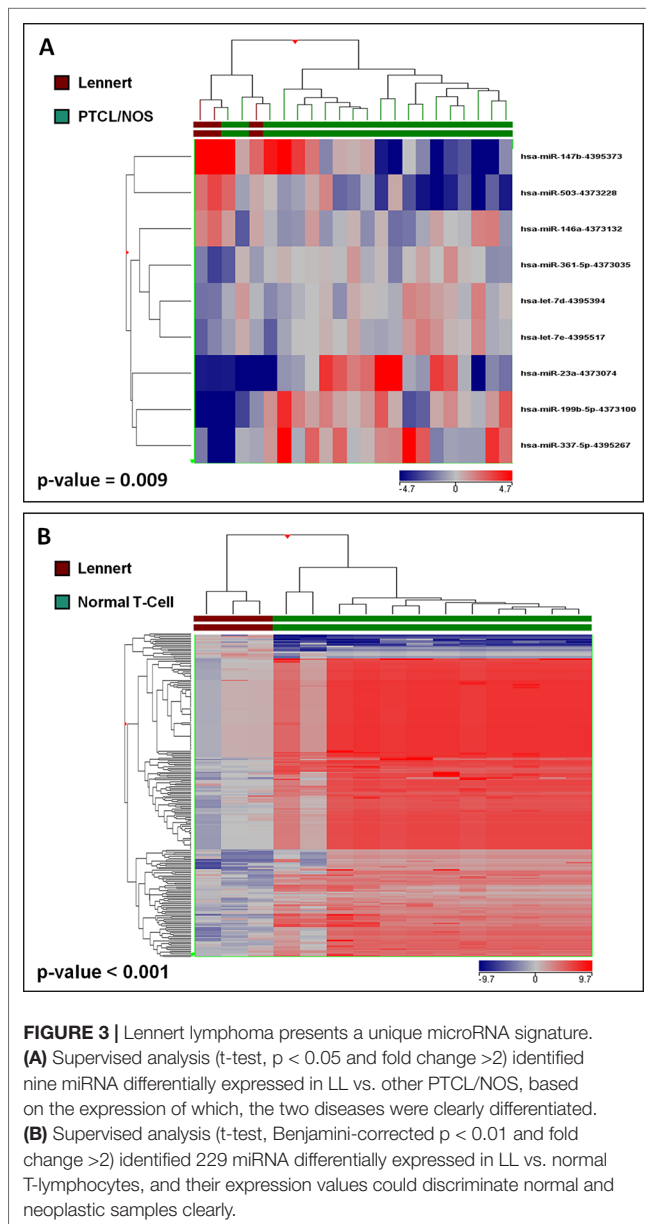 A
Lennert
PTCL/NOS
hsa-miR-147b-4395373
hsa-miR-503-4373228
hsa-miR-146a-4373132
hsa-miR-361-5p-4373035
hsa-let-7d-4395394
hsa-let-7e-4395517
hsa-miR-23a-4373074
hsa-miR-199b-5p-4373100
hsa-miR-337-5p-4395267
p-value = 0.009
-4.7 0 4.7
B
Lennert
Normal T-Cell
p-value < 0.001
-9.7 0 9.7
FIGURE 3 | Lennert lymphoma presents a unique microRNA signature.
(A) Supervised analysis (t-test, p < 0.05 and fold change >2) identified
nine miRNA differentially expressed in LL vs. other PTCL/NOS, based
on the expression of which, the two diseases were clearly differentiated.
(B) Supervised analysis (t-test, Benjamini-corrected p < 0.01 and fold
change >2) identified 229 miRNA differentially expressed in LL vs. normal
T-lymphocytes, and their expression values could discriminate normal and
neoplastic samples clearly.